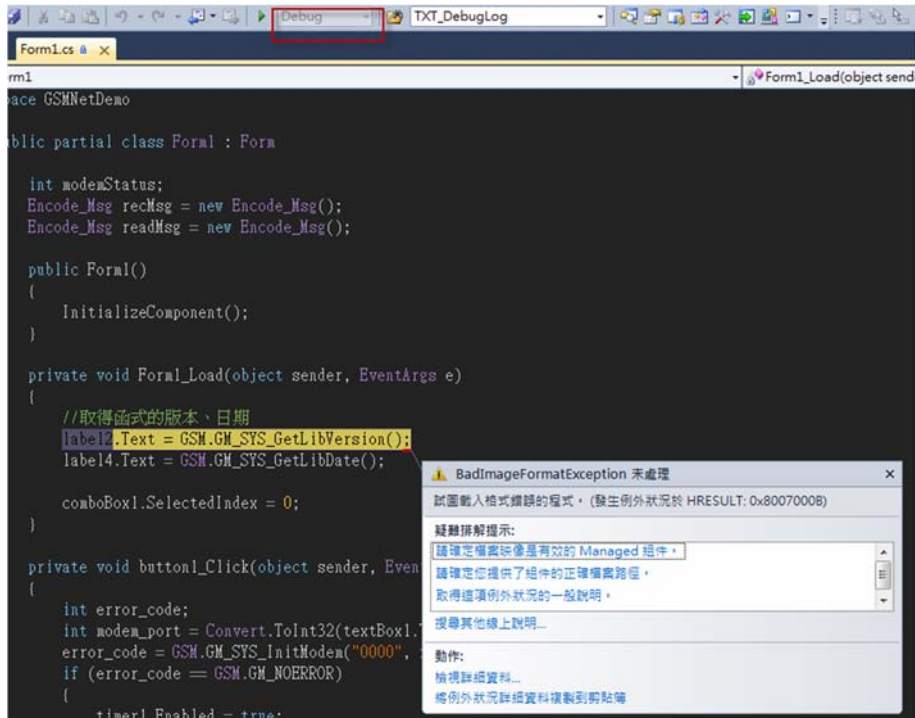 Debug
TXT_DebugLog
Form1.cs
rm1
Form1_Load(object send
pace GSMNetDemo
ublic partial class Form1 : Form
int modemStatus;
Encode_Msg recMsg = new Encode_Msg();
Encode_Msg readMsg = new Encode_Msg();
public Form1()
{
InitializeComponent();
}
private void Form1_Load(object sender, EventArgs e)
{
//取得函式的版本、日期
label2.Text = GSM.GM_SYS_GetLibVersion();
label4.Text = GSM.GM_SYS_GetLibDate();
comboBox1.SelectedIndex = 0;
}
private void button1_Click(object sender, Even
{
int error_code;
int modem_port = Convert.ToInt32(textBox1.
error_code = GSM.GM_SYS_InitModem("0000",
if (error_code == GSM.GM_NOERROR)
{
timer1.Enabled = true;
BadImageFormatException 未處理
試圖載入格式錯誤的程式。 (發生例外狀況於 HRESULT: 0x8007000B)
疑難排解提示:
請確定檔案映像是有效的 Managed 組件。
請確定您提供了組件的正確檔案路徑。
取得這項例外狀況的一般說明。
搜尋其他線上說明...
動作:
檢視詳細資料...
將例外狀況詳細資料複製到剪貼簿